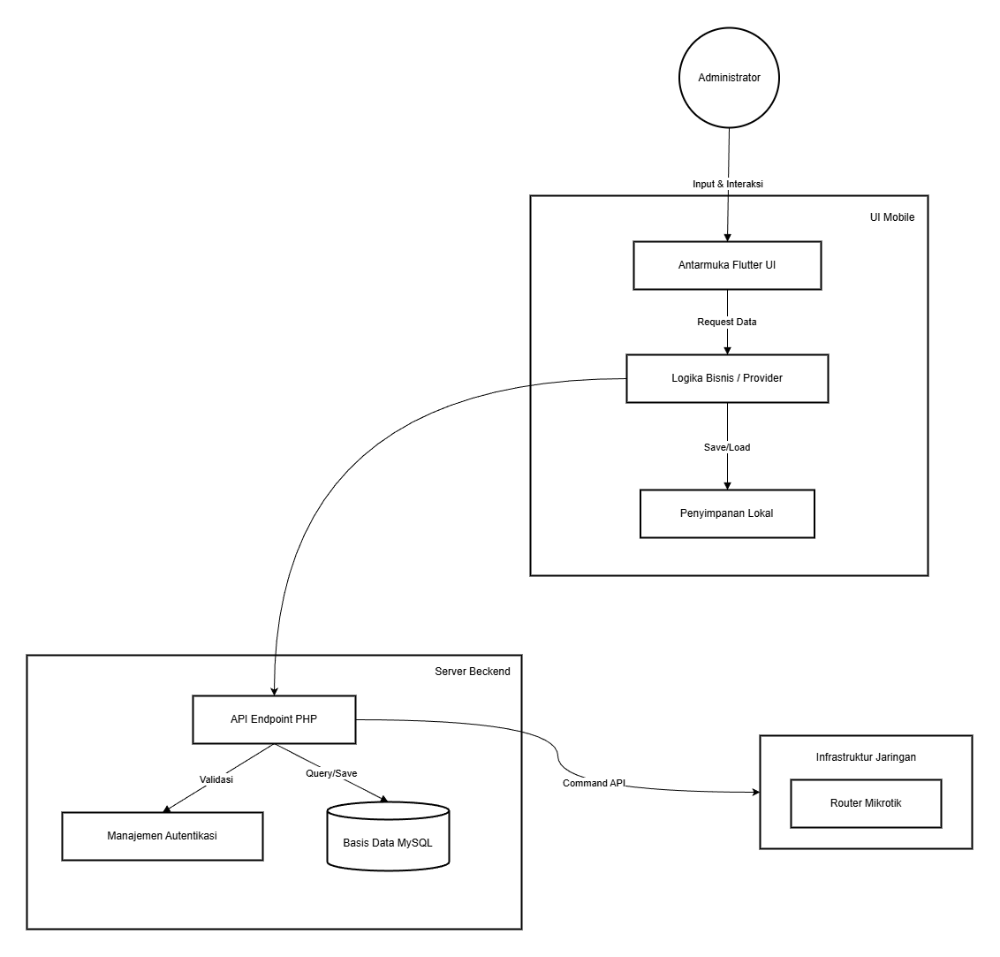 Administrator
Input & Interaksi
UI Mobile
Antarmuka Flutter UI
Request Data
Logika Bisnis / Provider
Save/Load
Penyimpanan Lokal
Server Beckend
API Endpoint PHP
Validasi
Query/Save
Manajemen Autentikasi
Basis Data MySQL
Command API
Infrastruktur Jaringan
Router Mikrotik